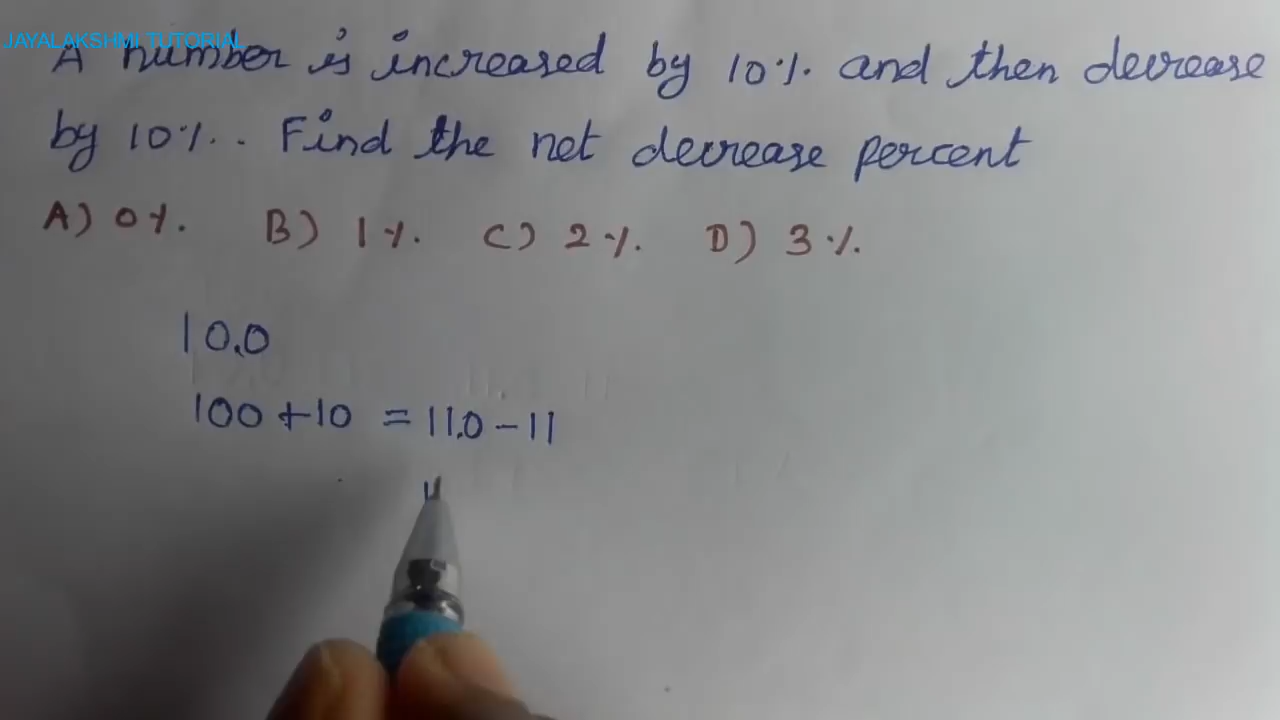 JAYALAKSHMI TUTORIAL
A number is increased by 10%. and then decrease
by 10%.. Find the net decrease percent
A) 0%. B) 1%. C) 2%. D) 3%.
10.0
100 + 10 = 11.0 - 11